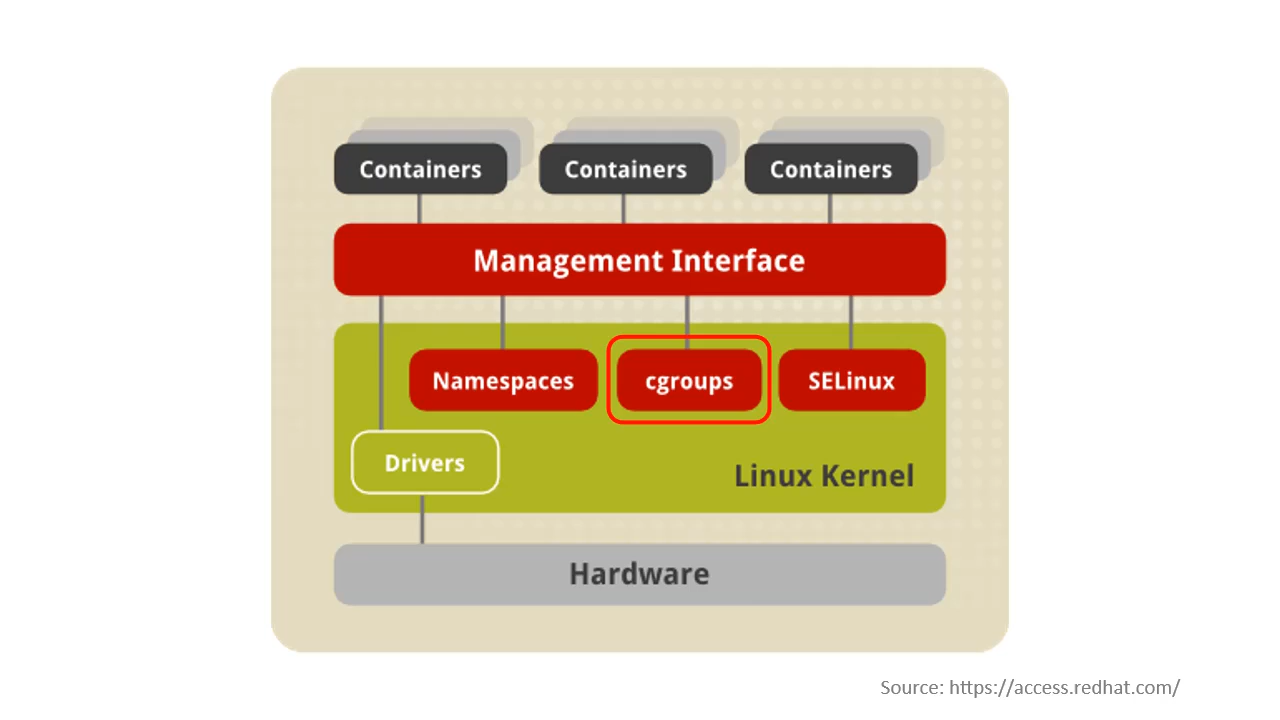 Containers
Containers
Containers
Management Interface
Namespaces
cgroups
SELinux
Drivers
Linux Kernel
Hardware
Source: https://access.redhat.com/